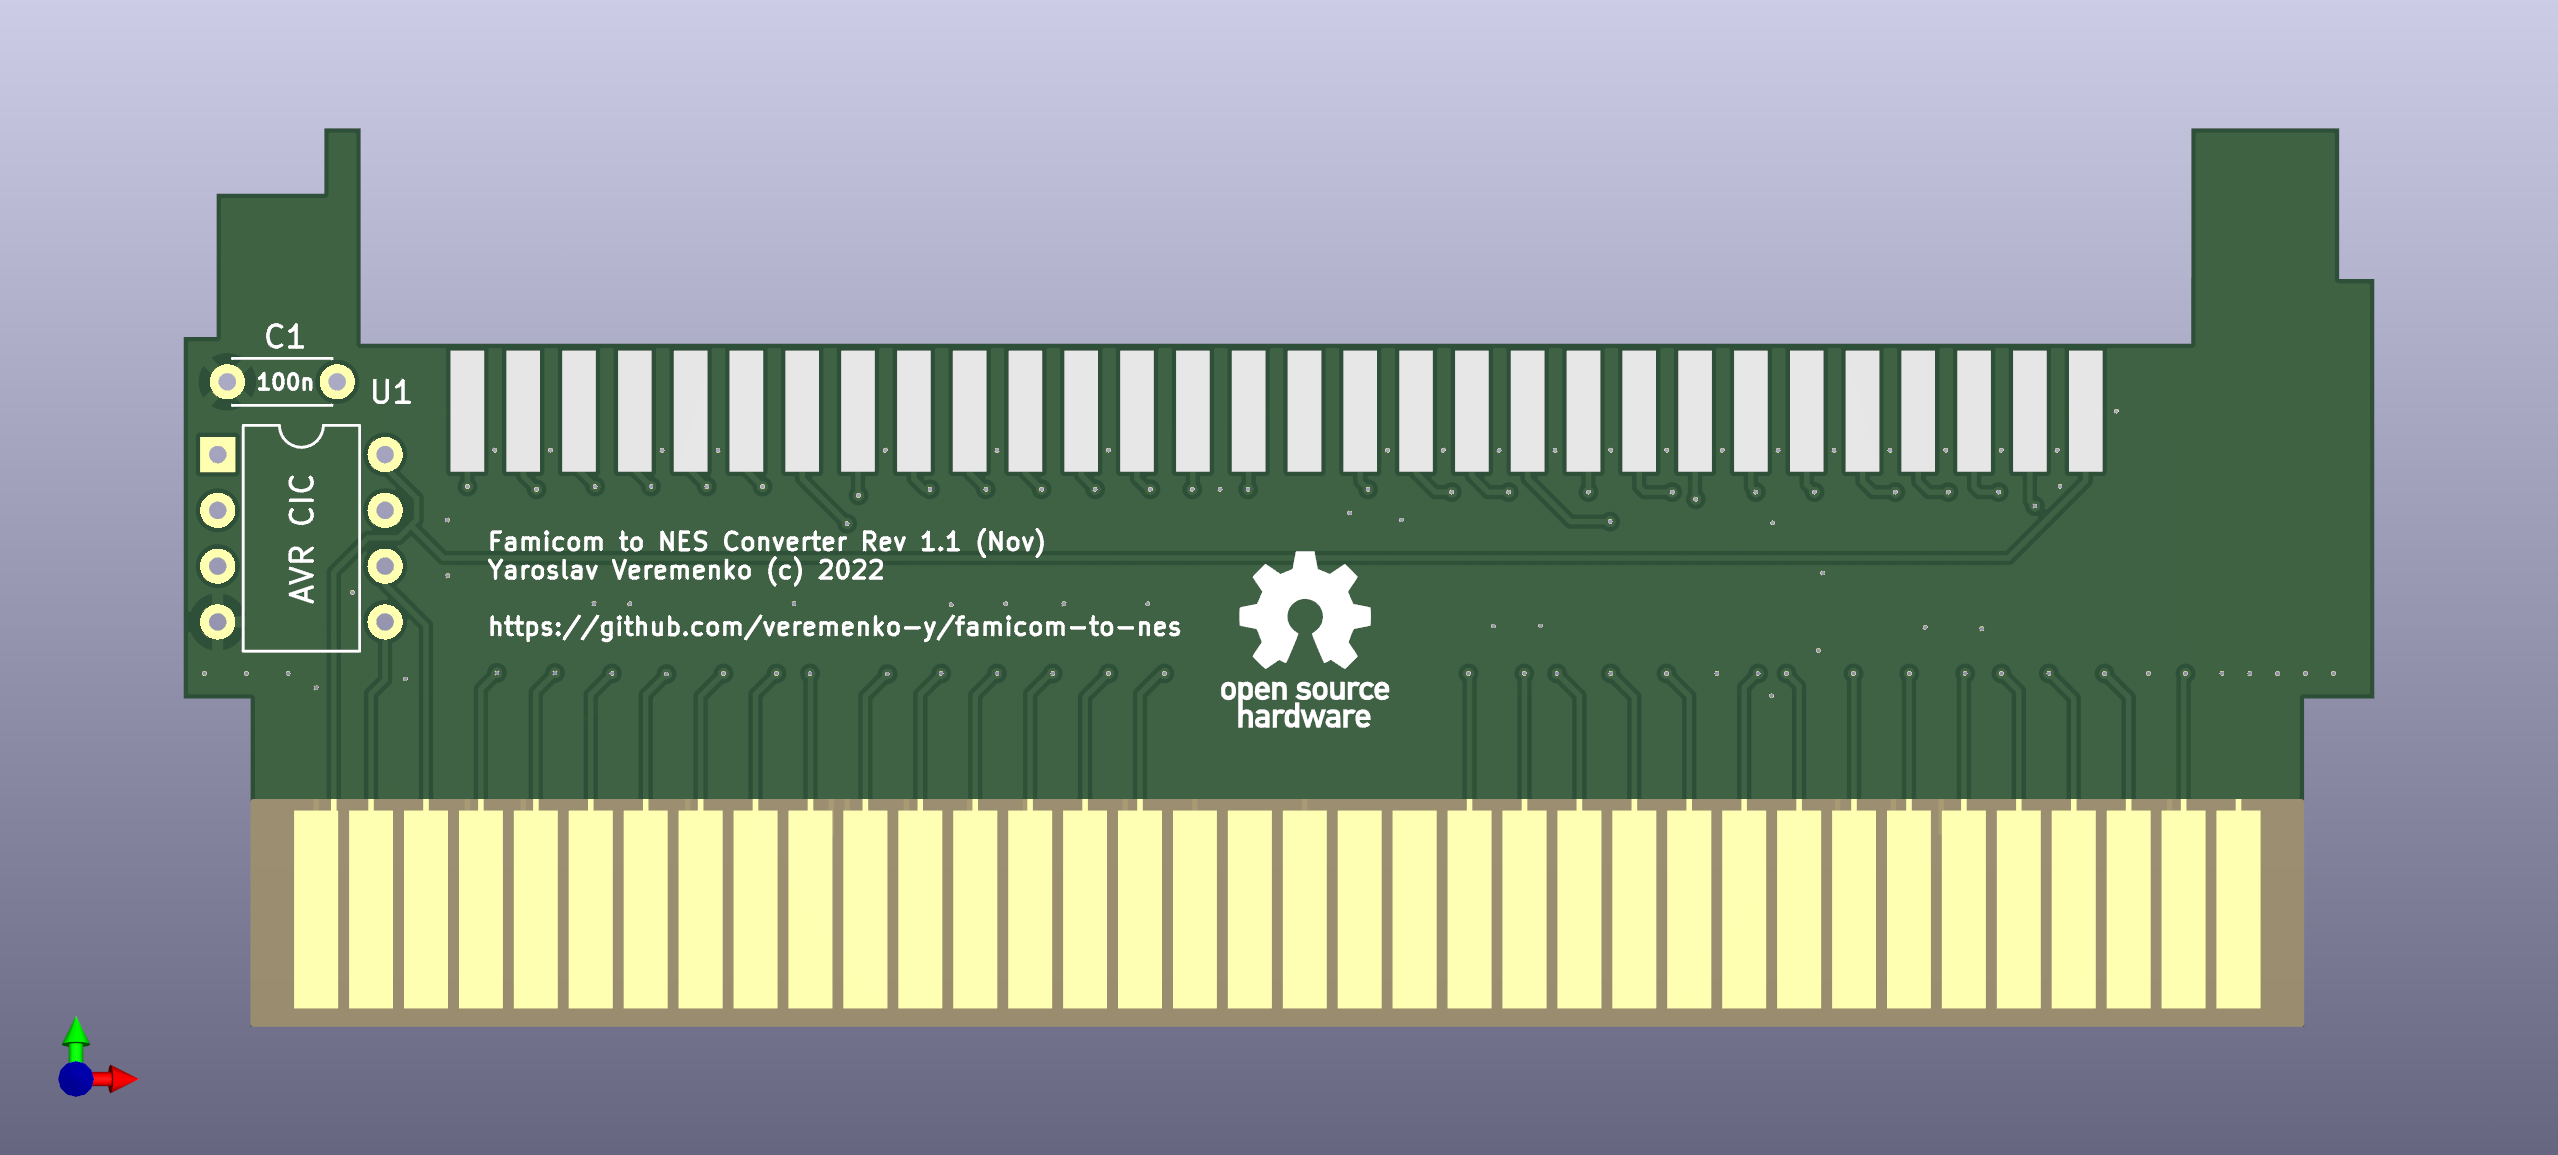 C1
100n
U1
AVR CIC
Famicom to NES Converter Rev 1.1 (Nov)
Yaroslav Veremenko (c) 2022
https://github.com/veremenko-y/famicom-to-nes
open source
hardware